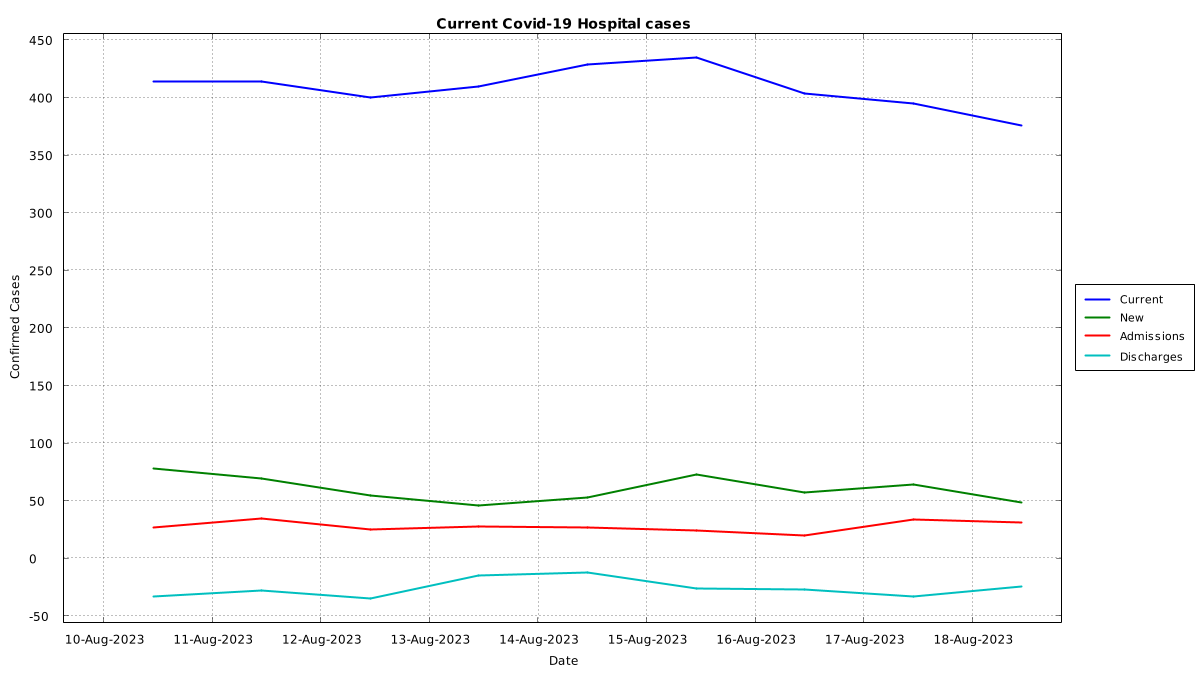 Current Covid-19 Hospital cases
450
400
350
300
250
200
150
100
50
0
-50
Confirmed Cases
10-Aug-2023 11-Aug-2023 12-Aug-2023 13-Aug-2023 14-Aug-2023 15-Aug-2023 16-Aug-2023 17-Aug-2023 18-Aug-2023
Date
Current
New
Admissions
Discharges